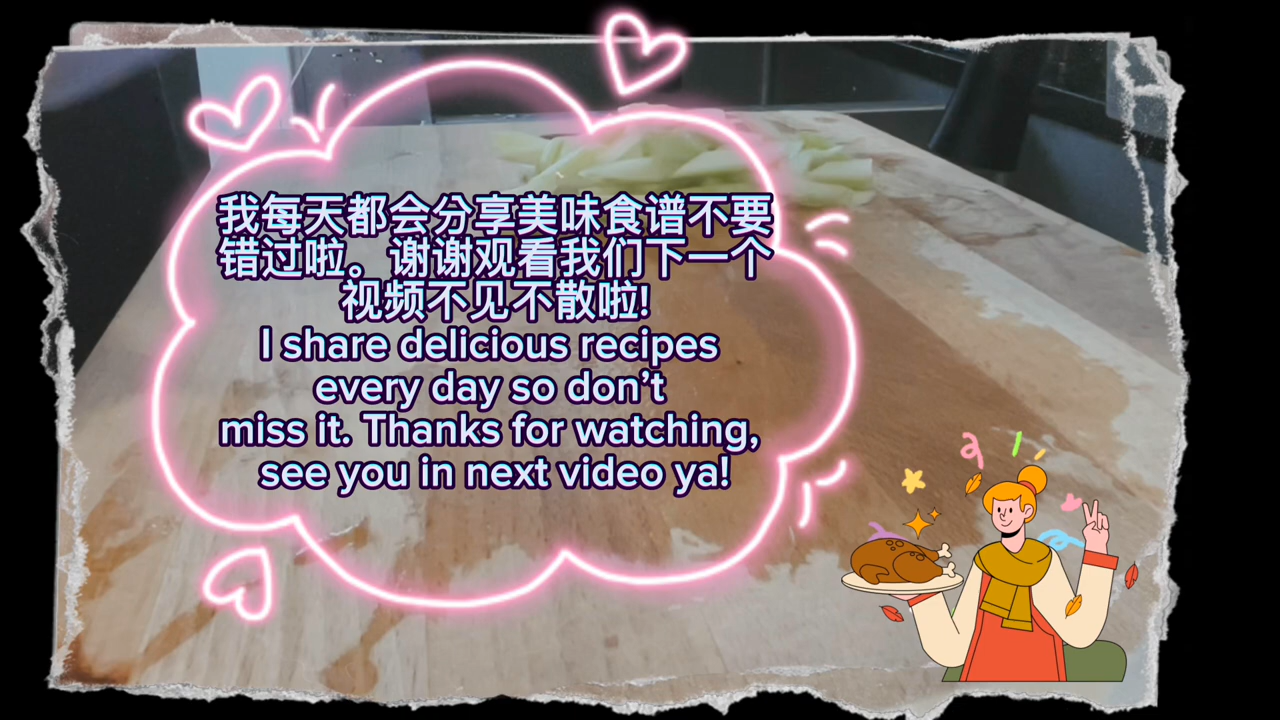 我每天都会分享美味食谱不要
错过啦。谢谢观看我们下一个
视频不见不散啦!
I share delicious recipes
every day so don’t
miss it. Thanks for watching,
see you in next video ya!